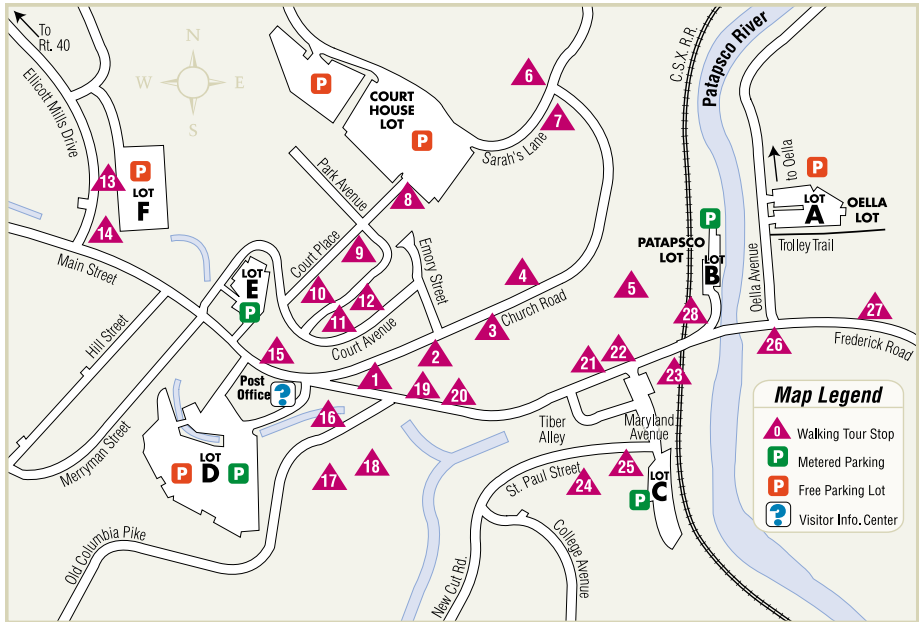 To
Rt. 40
N
W
E
S
Ellicott Mills Drive
P
COURT
HOUSE
LOT
P
6
7
Sarah's Lane
C.S.X. R.R.
Patapsco River
to Oella
P
LOT
A
OELLA
LOT
Trolley Trail
P
13
LOT
F
14
Main Street
Park Avenue
8
Court Place
9
Emory Street
PATAPSCO
LOT
P
LOT
B
Oella Avenue
LOT
E
P
10
12
11
Court Avenue
4
5
Church Road
3
28
27
Frederick Road
26
Hill Street
15
2
21
22
23
Post
Office
?
1
19
20
16
Tiber
Alley
Maryland
Avenue
Merryman Street
LOT
D
P
P
17
18
St. Paul Street
24
25
P
LOT
C
Old Columbia Pike
New Cut Rd.
College Avenue
Map Legend
0 Walking Tour Stop
P Metered Parking
P Free Parking Lot
? Visitor Info. Center